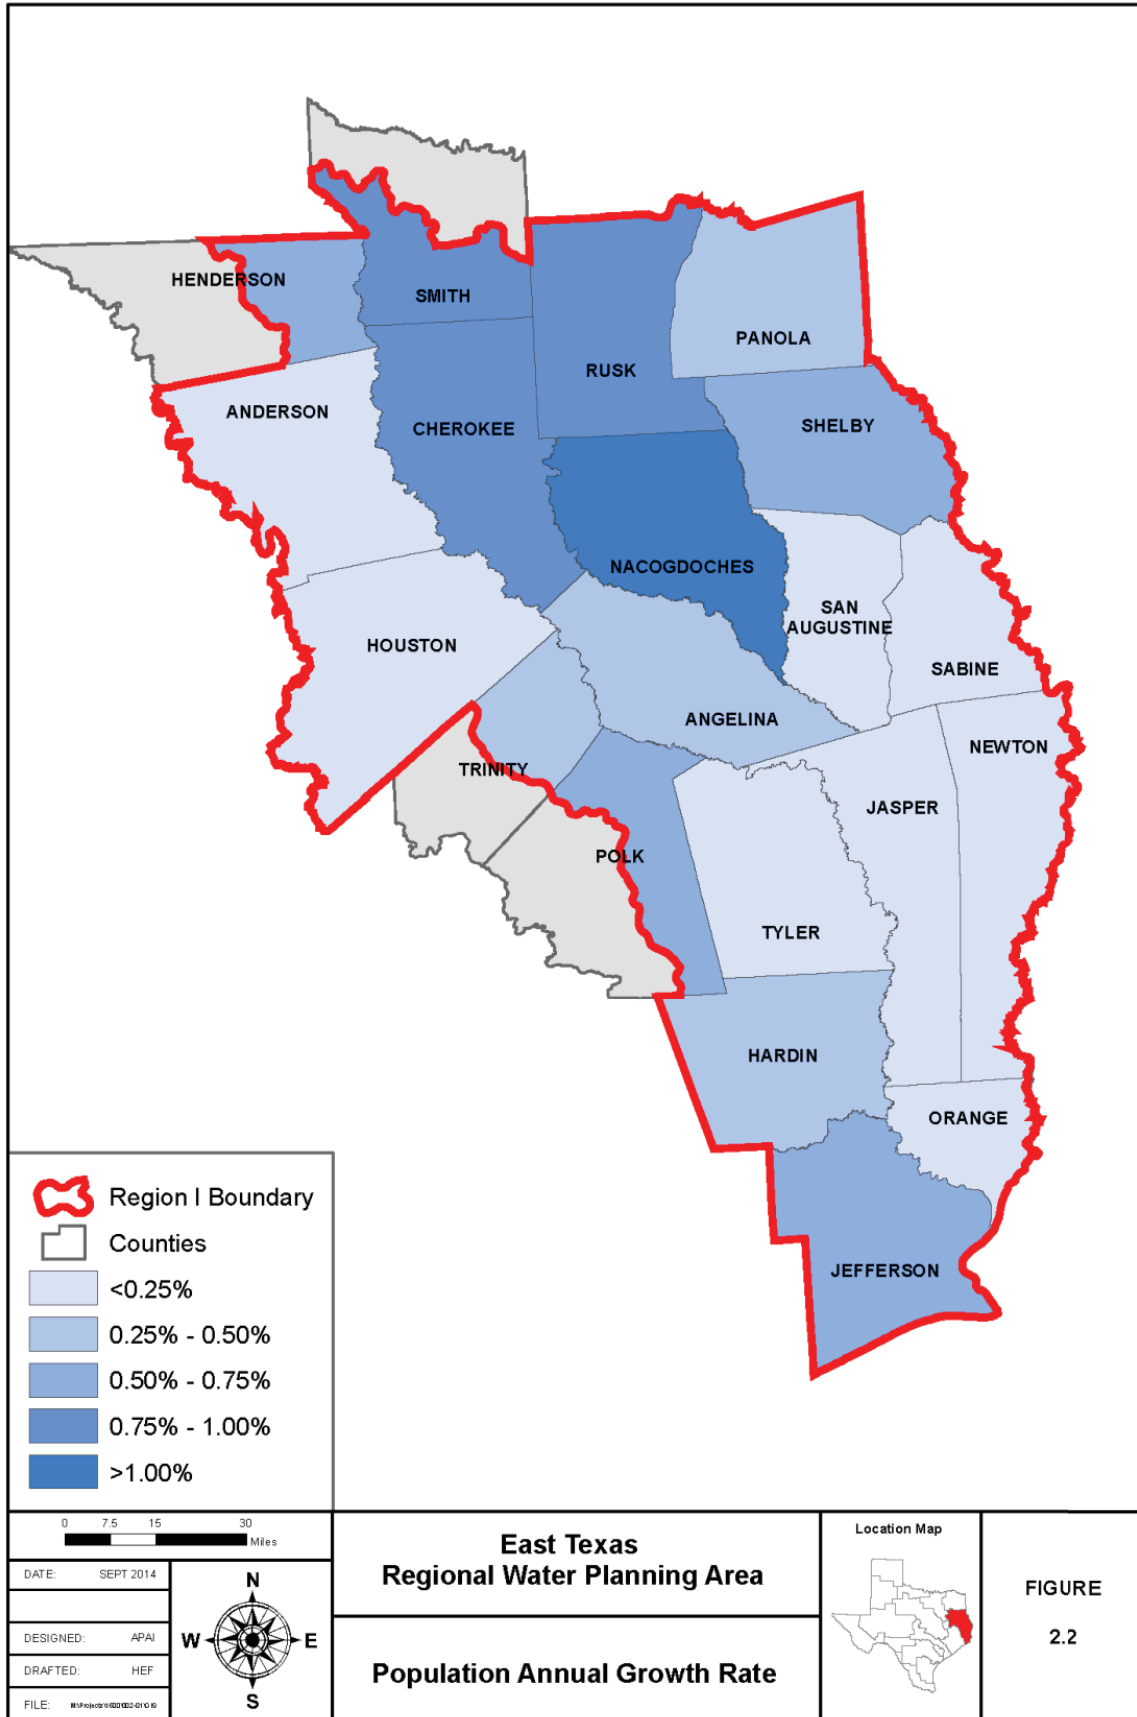 HENDERSON
SMITH
PANOLA
RUSK
ANDERSON
CHEROKEE
SHELBY
NACOGDOCHES
SAN
AUGUSTINE
HOUSTON
SABINE
ANGELINA
NEWTON
TRINITY
JASPER
POLK
TYLER
HARDIN
ORANGE
JEFFERSON
Region I Boundary
Counties
<0.25%
0.25% - 0.50%
0.50% - 0.75%
0.75% - 1.00%
>1.00%
0 7.5 15 30
Miles
DATE: SEPT 2014
DESIGNED: APAI
DRAFTED: HEF
FILE:
N
W E
S
East Texas
Regional Water Planning Area
Population Annual Growth Rate
Location Map
FIGURE
2.2